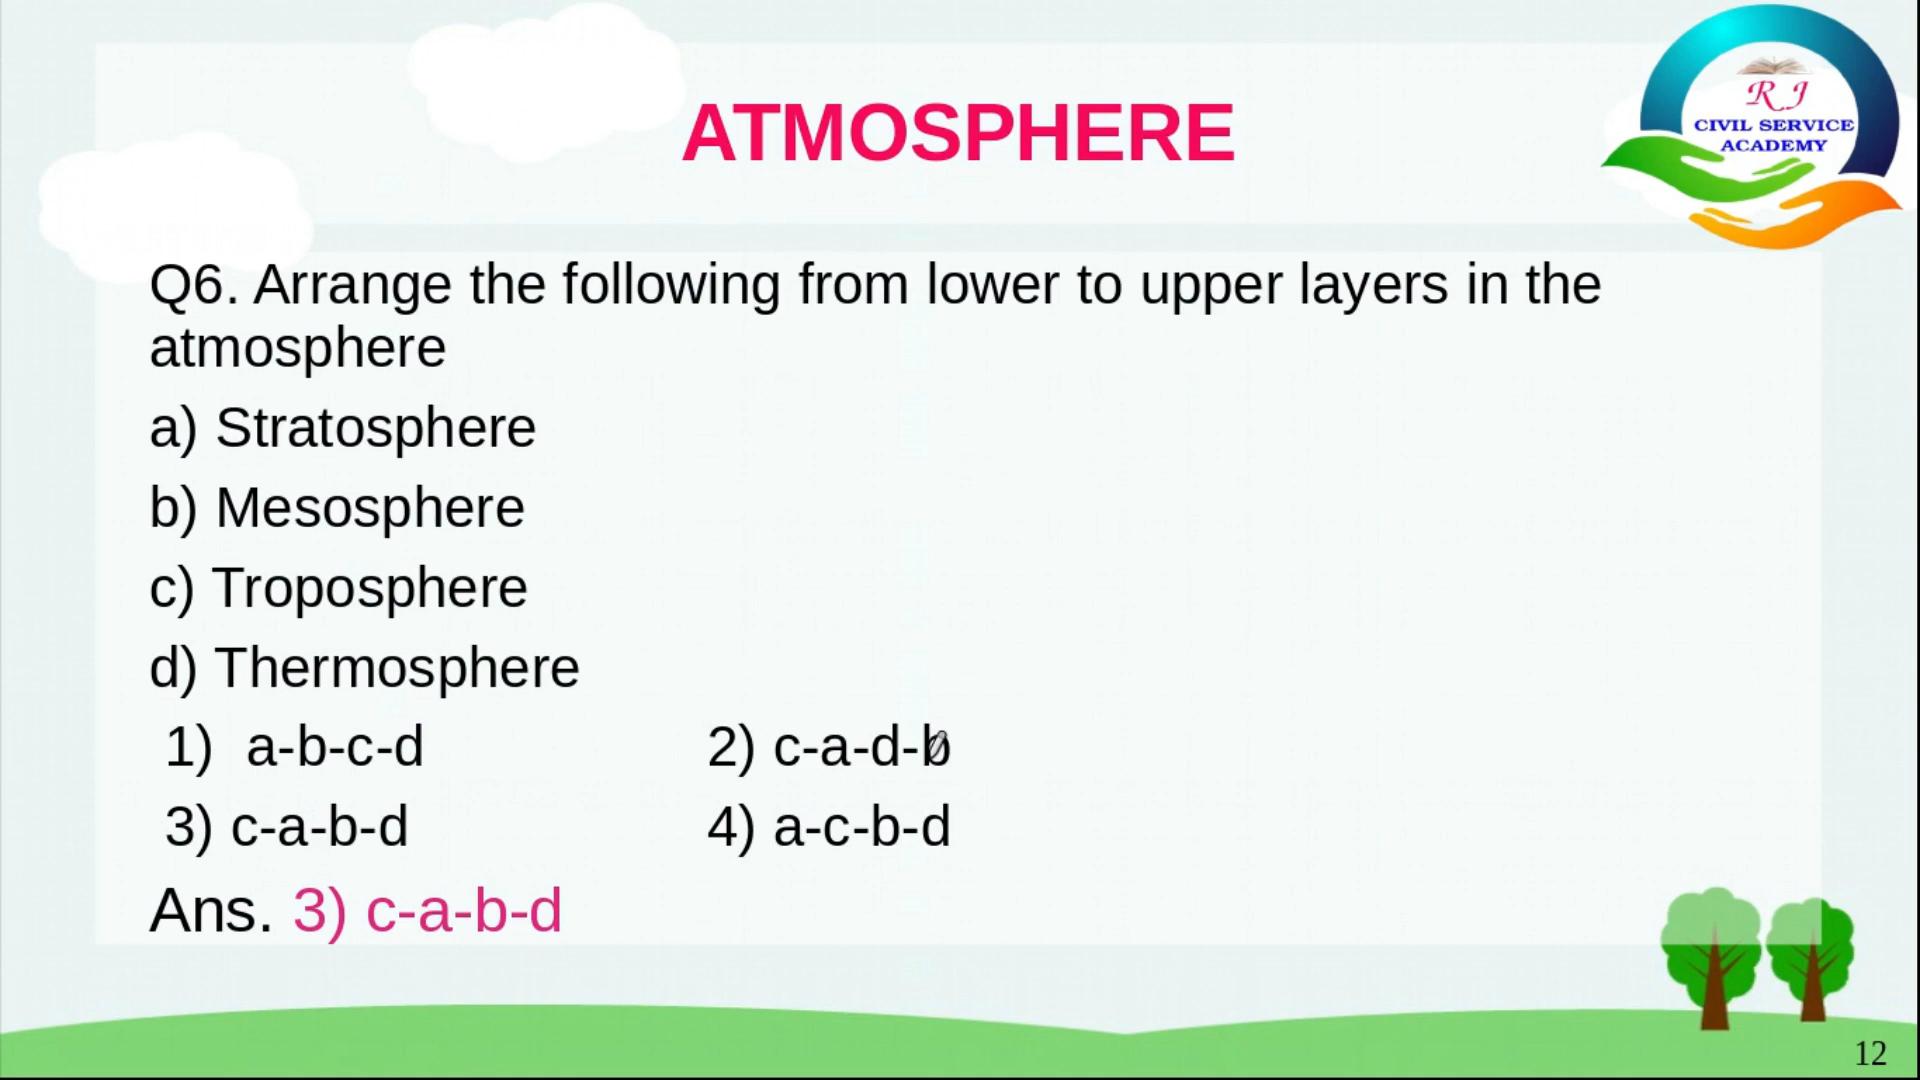 ATMOSPHERE
R J
CIVIL SERVICE
ACADEMY
Q6. Arrange the following from lower to upper layers in the
atmosphere
a) Stratosphere
b) Mesosphere
c) Troposphere
d) Thermosphere
1) a-b-c-d 2) c-a-d-b
3) c-a-b-d 4) a-c-b-d
Ans. 3) c-a-b-d
12